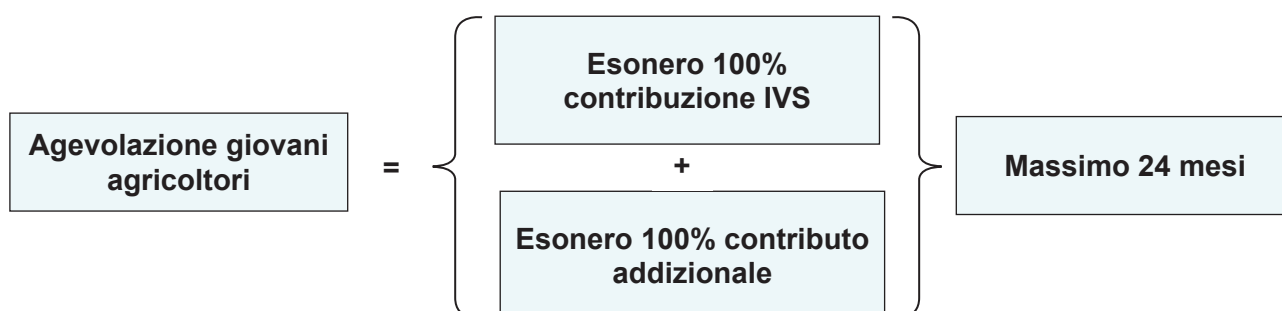 Esonero 100%
contribuzione IVS
Agevolazione giovani
agricoltori
=
+
Massimo 24 mesi
Esonero 100% contributo
addizionale